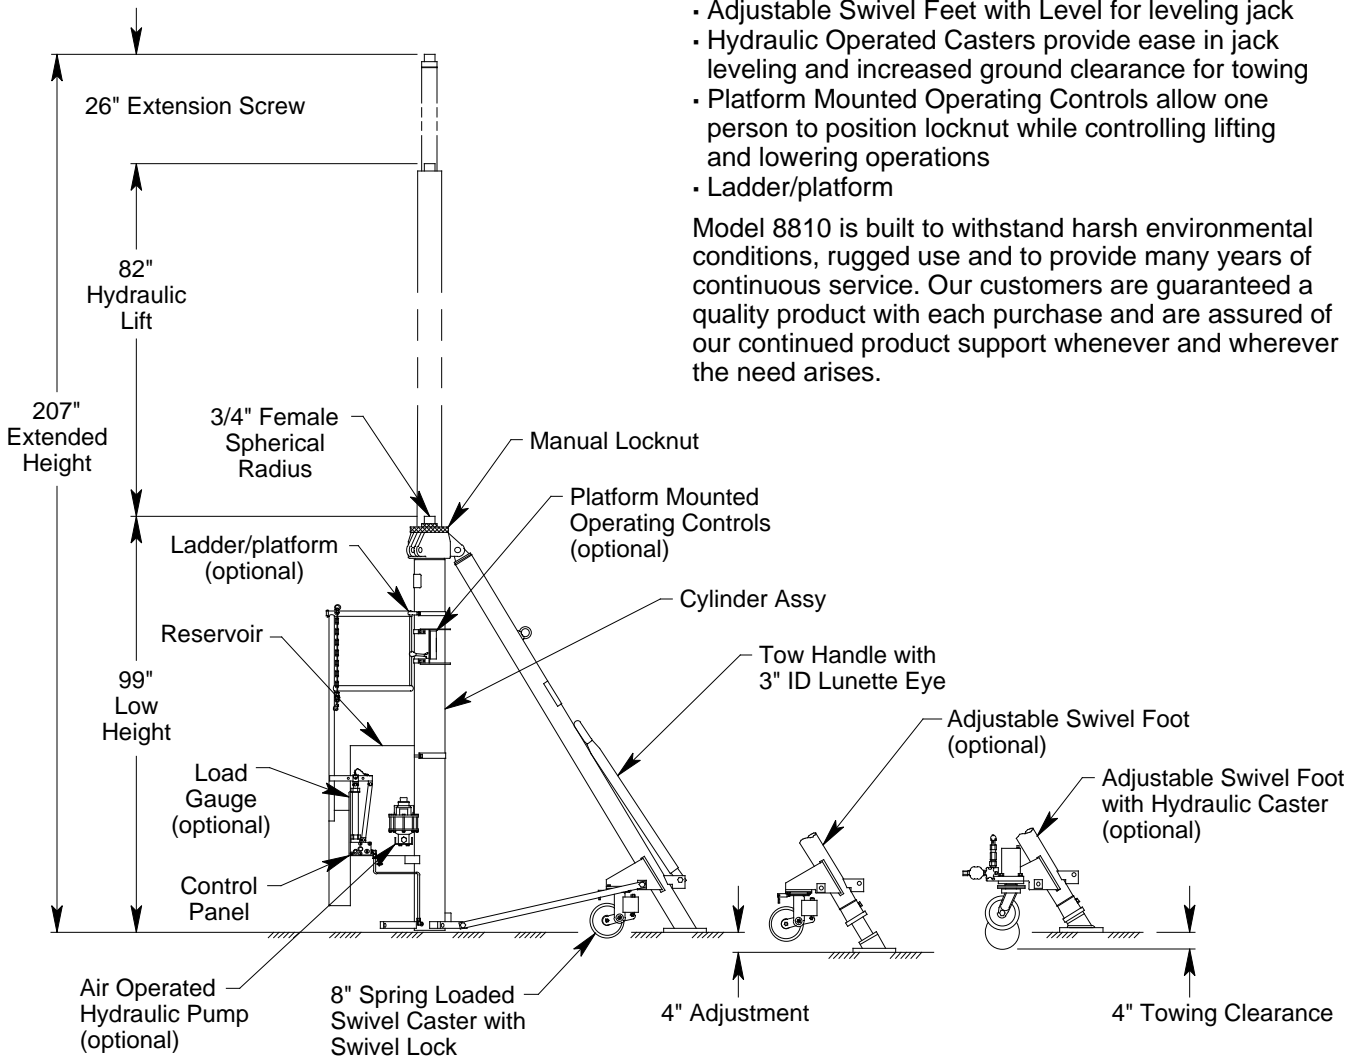 · Adjustable Swivel Feet with Level for leveling jack
· Hydraulic Operated Casters provide ease in jack
leveling and increased ground clearance for towing
· Platform Mounted Operating Controls allow one
person to position locknut while controlling lifting
and lowering operations
· Ladder/platform
Model 8810 is built to withstand harsh environmental
conditions, rugged use and to provide many years of
continuous service. Our customers are guaranteed a
quality product with each purchase and are assured of
our continued product support whenever and wherever
the need arises.
26" Extension Screw
82"
Hydraulic
Lift
207"
Extended
Height
3/4" Female
Spherical
Radius
Manual Locknut
Platform Mounted
Operating Controls
(optional)
Ladder/platform
(optional)
Cylinder Assy
Reservoir
Tow Handle with
3" ID Lunette Eye
99"
Low
Height
Adjustable Swivel Foot
(optional)
Load
Gauge
(optional)
Adjustable Swivel Foot
with Hydraulic Caster
(optional)
Control
Panel
Air Operated
Hydraulic Pump
(optional)
8" Spring Loaded
Swivel Caster with
Swivel Lock
4" Adjustment
4" Towing Clearance